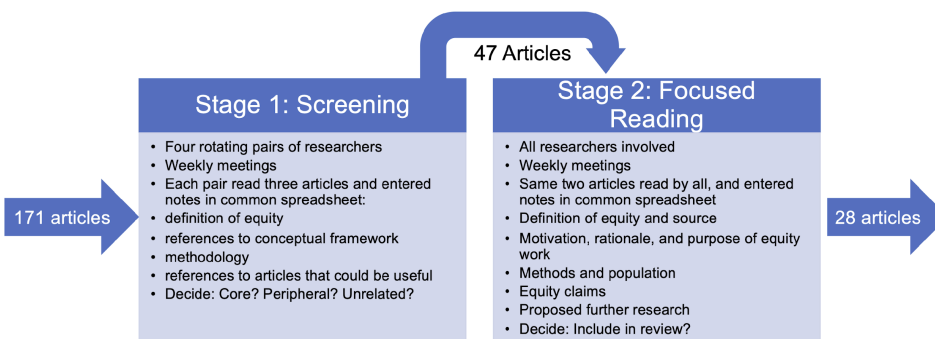 47 Articles
171 articles
Stage 1: Screening
• Four rotating pairs of researchers
• Weekly meetings
• Each pair read three articles and entered
notes in common spreadsheet:
• definition of equity
• references to conceptual framework
• methodology
• references to articles that could be useful
• Decide: Core? Peripheral? Unrelated?
Stage 2: Focused
Reading
• All researchers involved
• Weekly meetings
• Same two articles read by all, and entered
notes in common spreadsheet
• Definition of equity and source
• Motivation, rationale, and purpose of equity
work
• Methods and population
• Equity claims
• Proposed further research
• Decide: Include in review?
28 articles